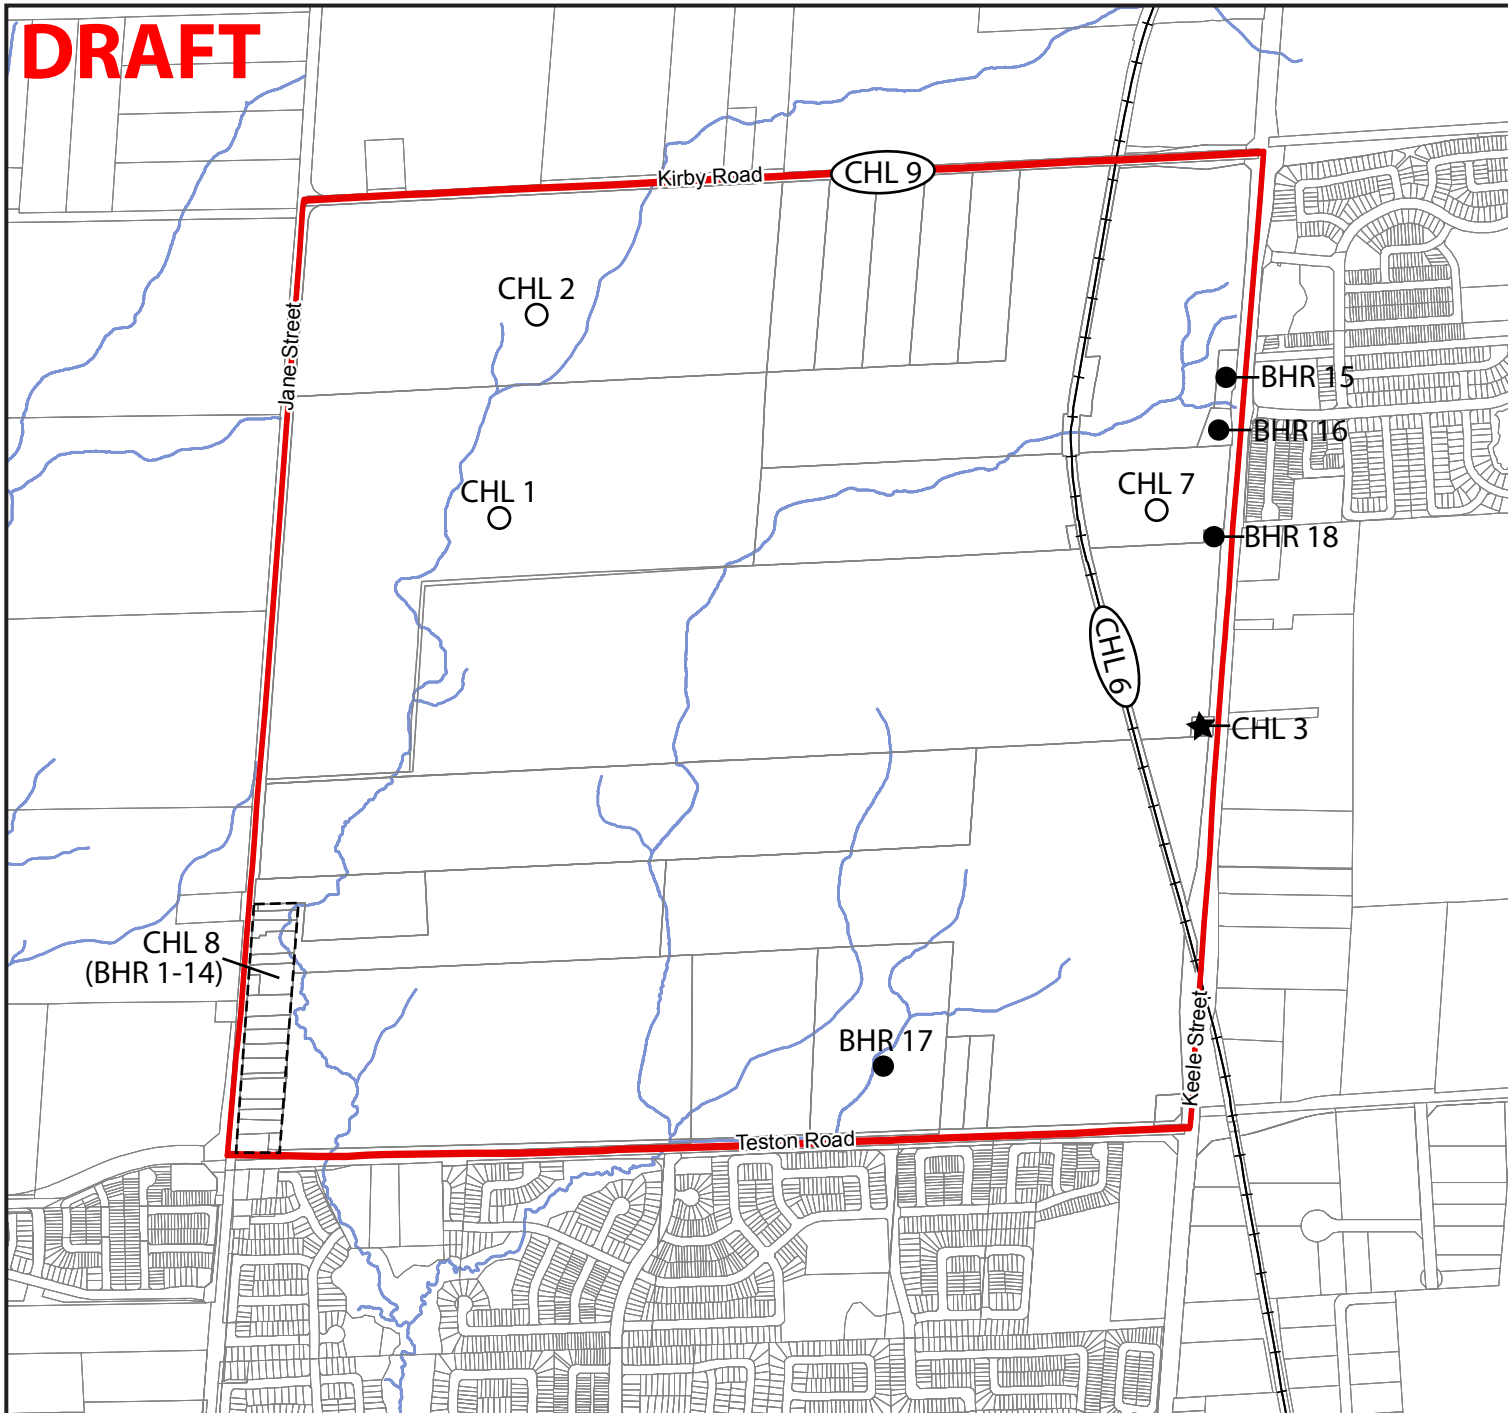 DRAFT
Kirby Road
CHL 9
CHL 2
Jane Street
BHR 15
BHR 16
CHL 1
CHL 7
BHR 18
CHL 6
CHL 3
CHL 8
(BHR 1-14)
BHR 17
Keele Street
Teston Road